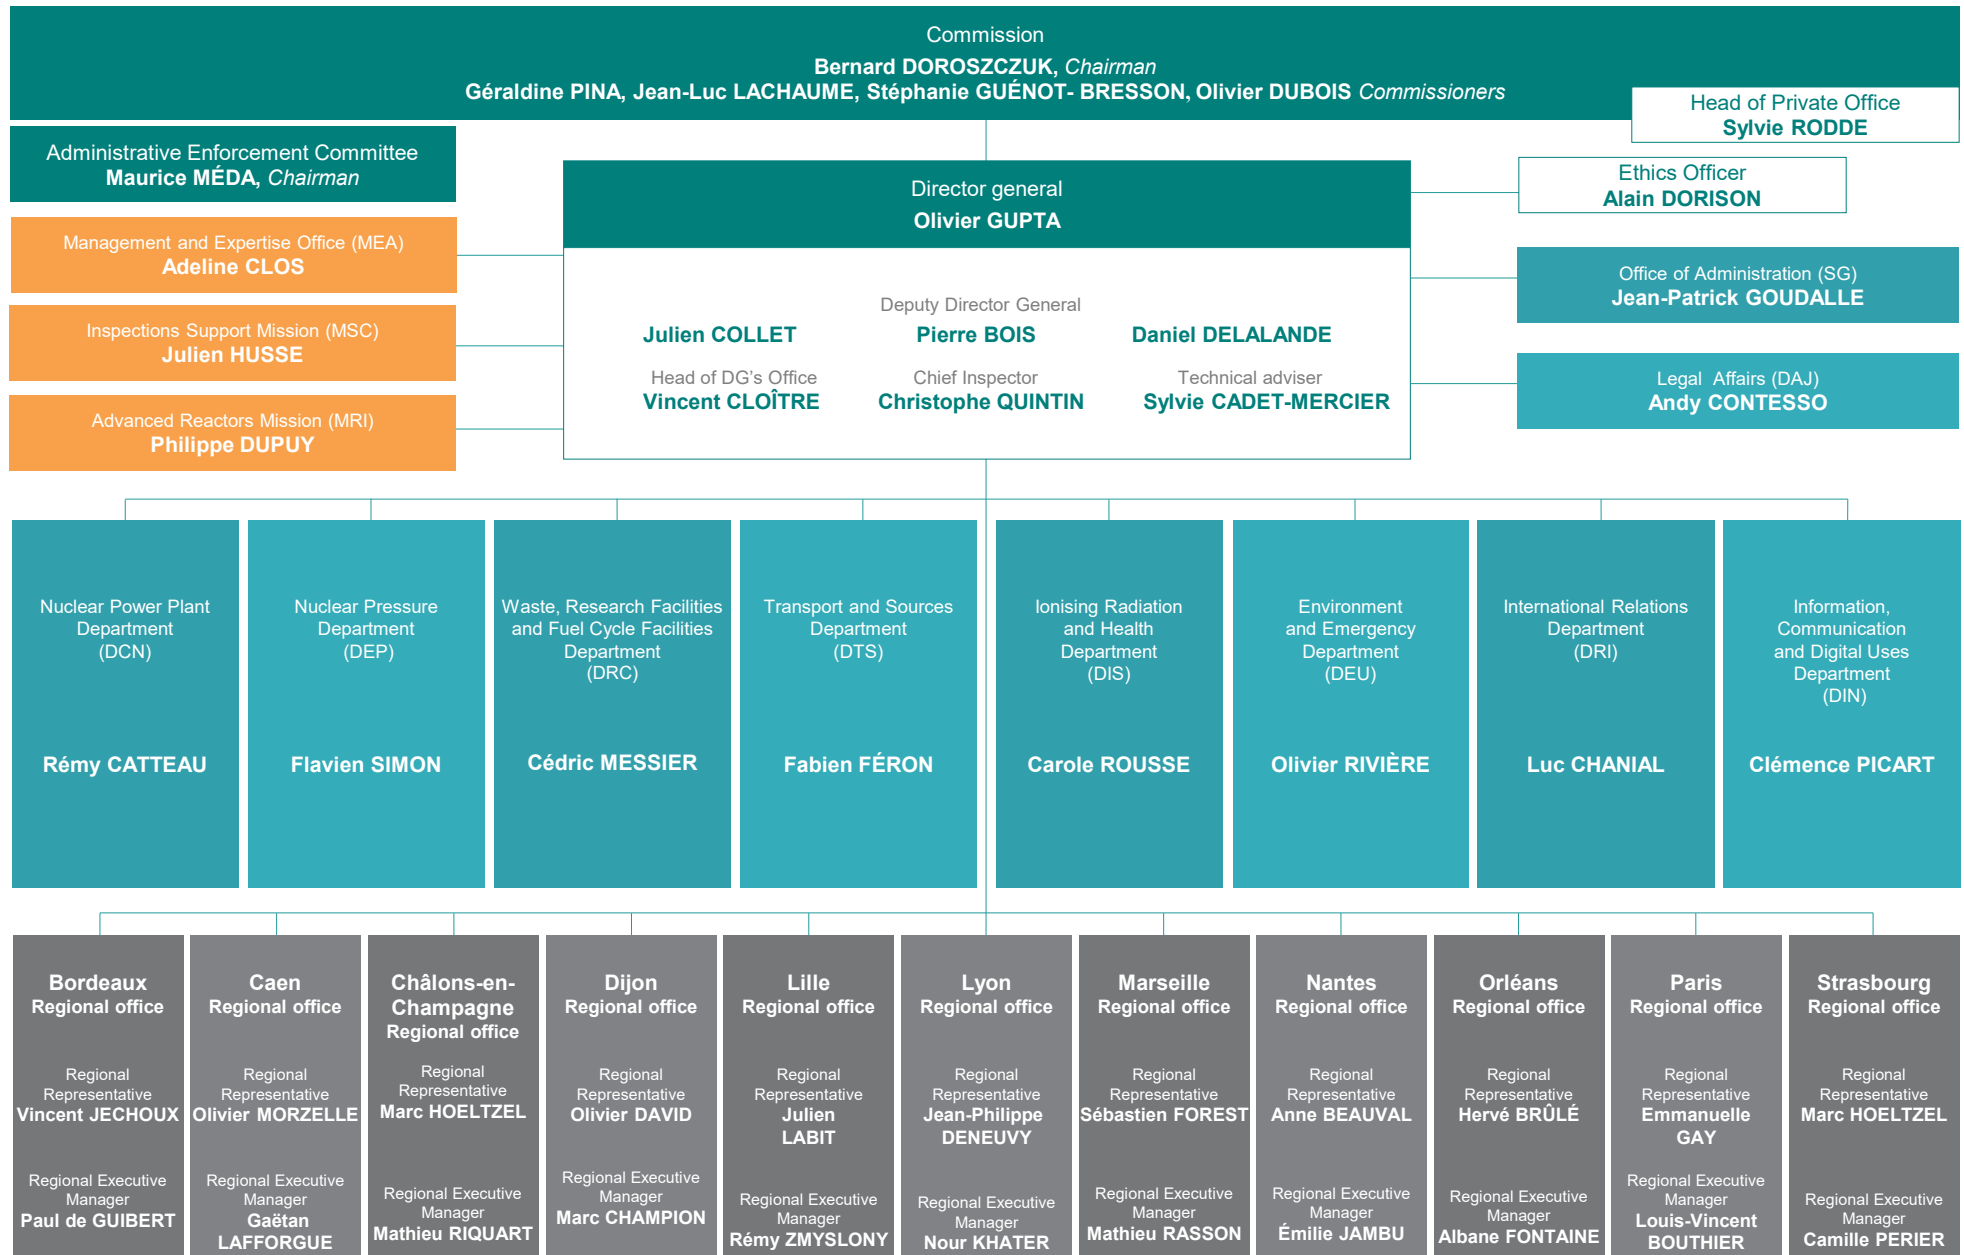 Commission
Bernard DOROSZCZUK, Chairman
Géraldine PINA, Jean-Luc LACHAUME, Stéphanie GUÉNOT- BRESSON, Olivier DUBOIS Commissioners
Head of Private Office
Sylvie RODDE
Administrative Enforcement Committee
Maurice MÉDA, Chairman
Director general
Olivier GUPTA
Ethics Officer
Alain DORISON
Management and Expertise Office (MEA)
Adeline CLOS
Inspections Support Mission (MSC)
Julien HUSSE
Advanced Reactors Mission (MRI)
Philippe DUPUY
Deputy Director General
Julien COLLET
Pierre BOIS
Daniel DELALANDE
Head of DG's Office
Vincent CLOÎTRE
Chief Inspector
Christophe QUINTIN
Technical adviser
Sylvie CADET-MERCIER
Office of Administration (SG)
Jean-Patrick GOUDALLE
Legal Affairs (DAJ)
Andy CONTESSO
Nuclear Power Plant
Department
(DCN)
Rémy CATTEAU
Nuclear Pressure
Department
(DEP)
Flavien SIMON
Waste, Research Facilities
and Fuel Cycle Facilities
Department
(DRC)
Cédric MESSIER
Transport and Sources
Department
(DTS)
Fabien FÉRON
Ionising Radiation
and Health
Department
(DIS)
Carole ROUSSE
Environment
and Emergency
Department
(DEU)
Olivier RIVIÈRE
International Relations
Department
(DRI)
Luc CHANIAL
Information,
Communication
and Digital Uses
Department
(DIN)
Clémence PICART
Bordeaux
Regional office
Regional
Representative
Vincent JECHOUX
Regional Executive
Manager
Paul de GUIBERT
Caen
Regional office
Regional
Representative
Olivier MORZELLE
Regional Executive
Manager
Gaëtan
LAFFORGUE
Châlons-en-
Champagne
Regional office
Regional
Representative
Marc HOELTZEL
Regional Executive
Manager
Mathieu RIQUART
Dijon
Regional office
Regional
Representative
Olivier DAVID
Regional Executive
Manager
Marc CHAMPION
Lille
Regional office
Regional
Representative
Julien
LABIT
Regional Executive
Manager
Rémy ZMYSLONY
Lyon
Regional office
Regional
Representative
Jean-Philippe
DENEUVY
Regional Executive
Manager
Nour KHATER
Marseille
Regional office
Regional
Representative
Sébastien FOREST
Regional Executive
Manager
Mathieu RASSON
Nantes
Regional office
Regional
Representative
Anne BEAUVAL
Regional Executive
Manager
Émilie JAMBU
Orléans
Regional office
Regional
Representative
Hervé BRÛLÉ
Regional Executive
Manager
Albane FONTAINE
Paris
Regional office
Regional
Representative
Emmanuelle
GAY
Regional Executive
Manager
Louis-Vincent
BOUTHIER
Strasbourg
Regional office
Regional
Representative
Marc HOELTZEL
Regional Executive
Manager
Camille PERIER